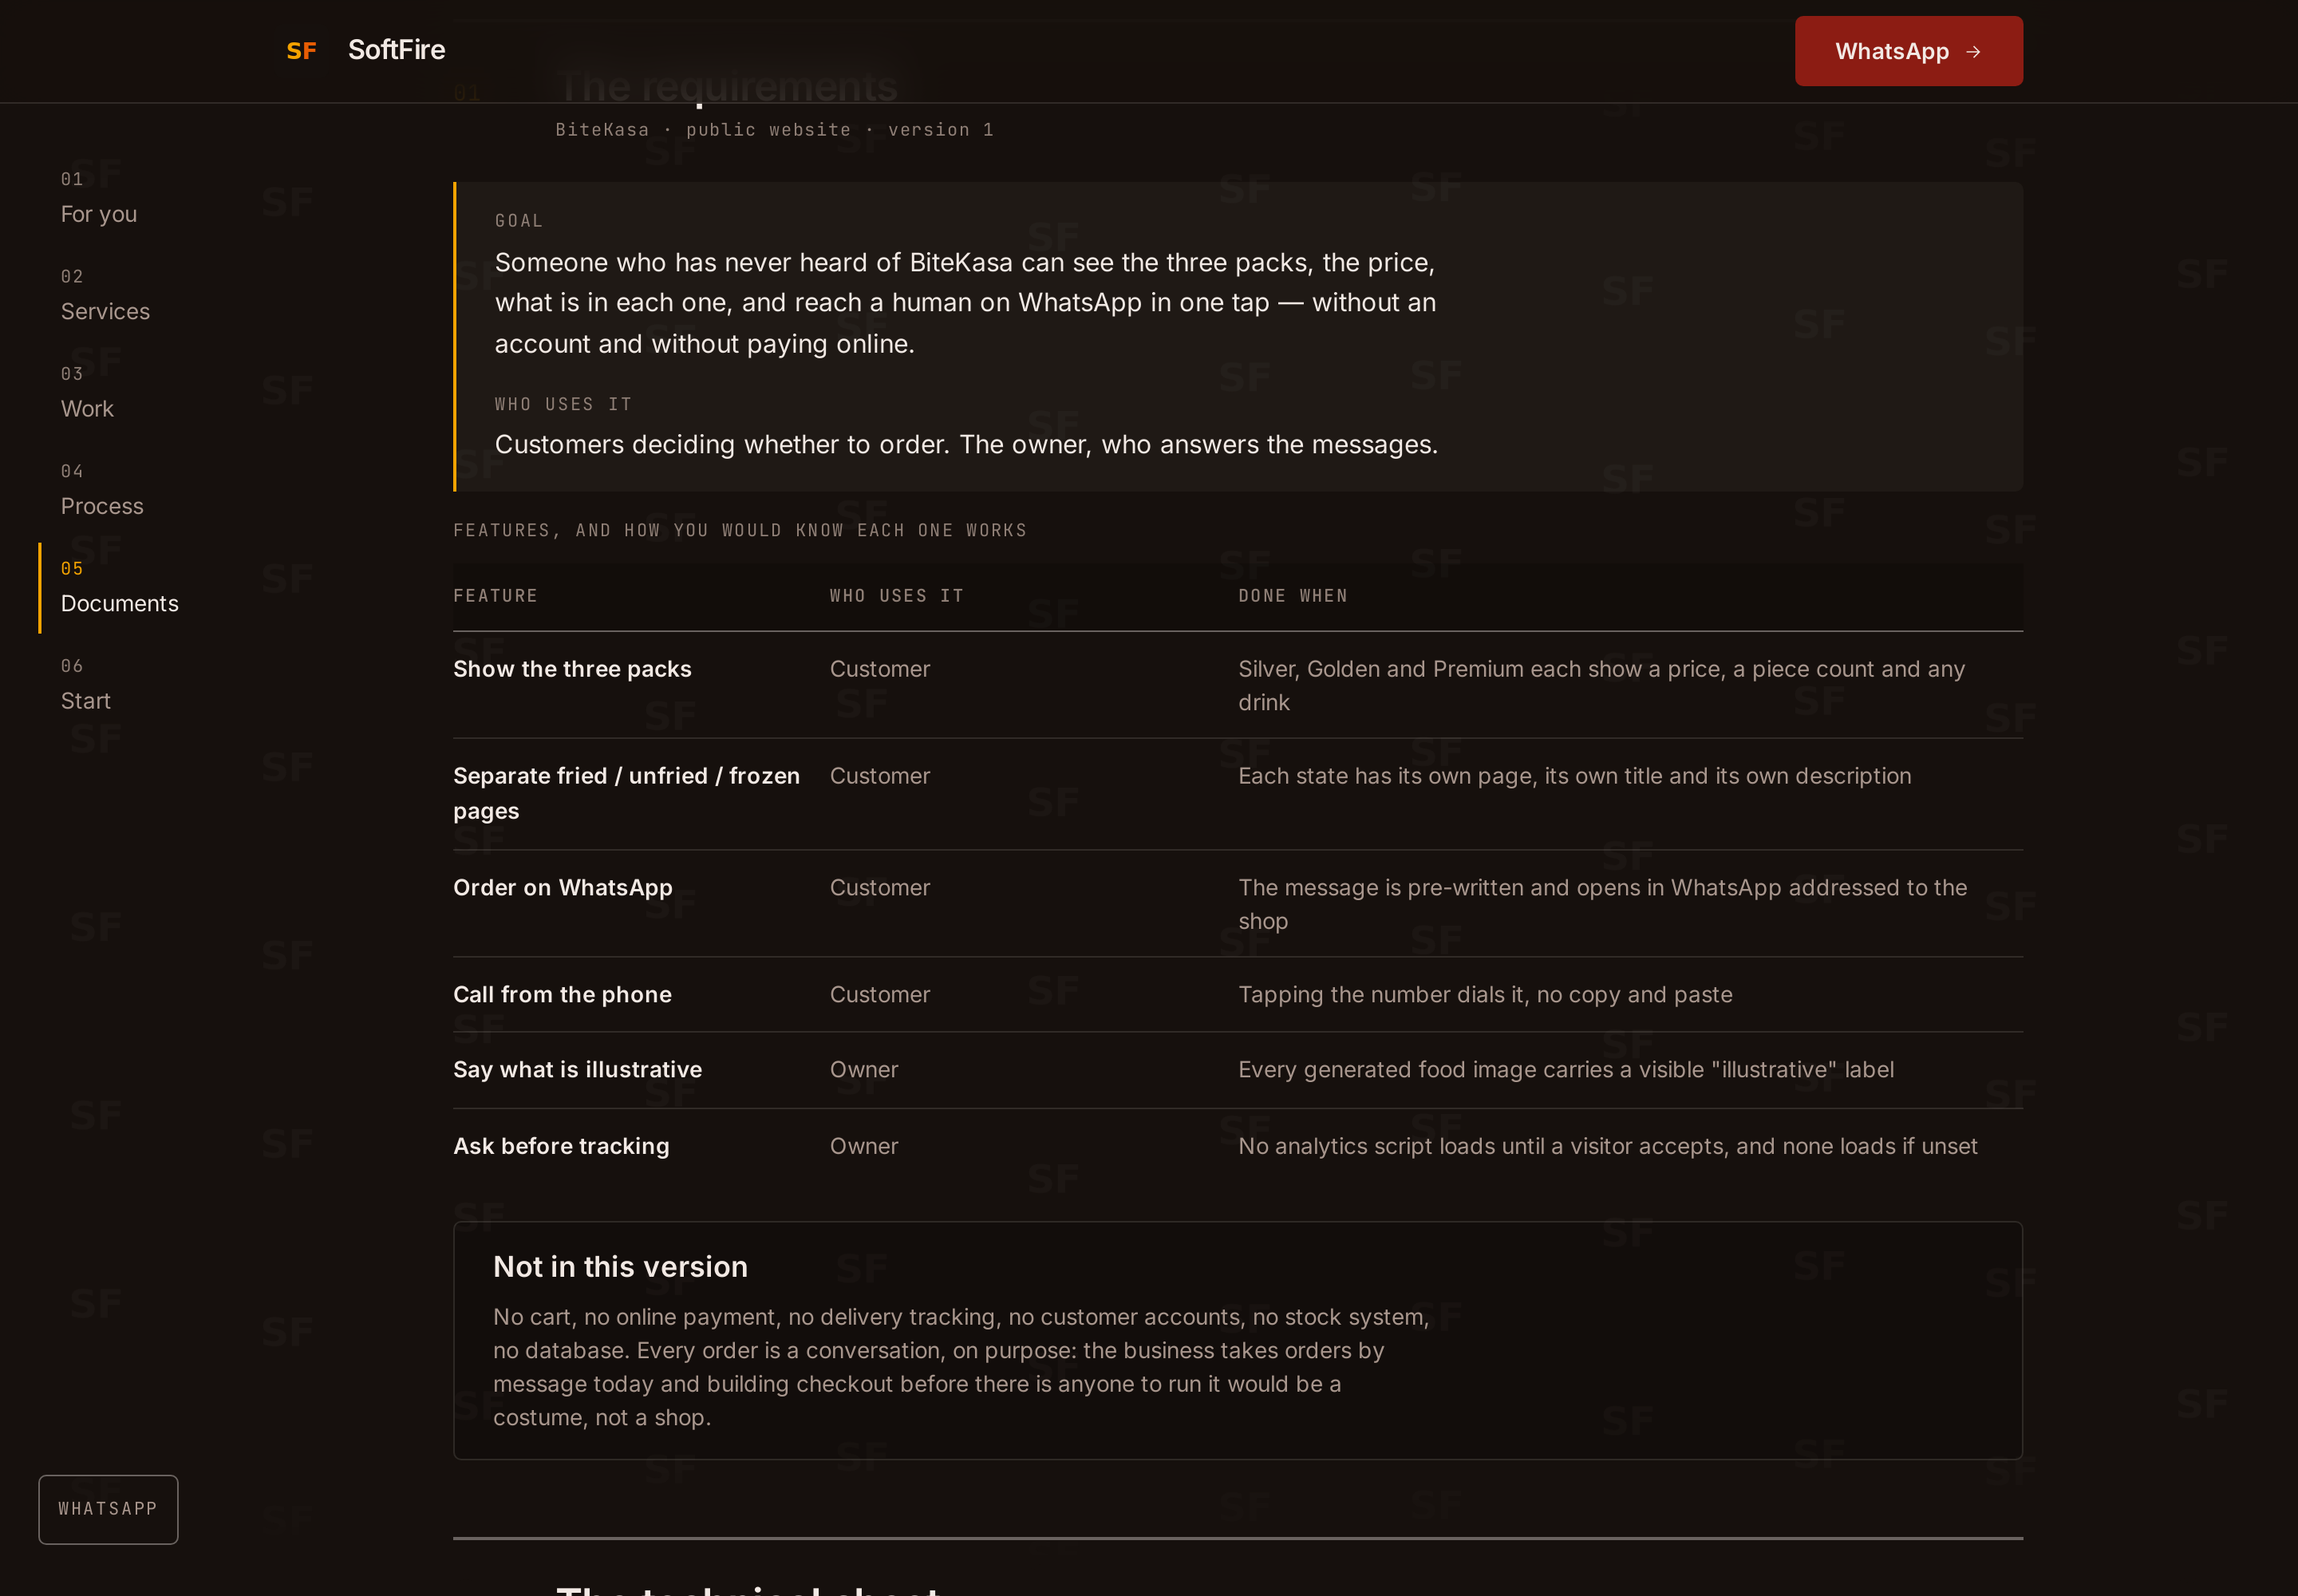 SF SoftFire
WhatsApp →
01 The requirements
BiteKasa · public website · version 1
01
For you
02
Services
03
Work
04
Process
05
Documents
06
Start
WHATSAPP
GOAL
Someone who has never heard of BiteKasa can see the three packs, the price,
what is in each one, and reach a human on WhatsApp in one tap — without an
account and without paying online.
WHO USES IT
Customers deciding whether to order. The owner, who answers the messages.
FEATURES, AND HOW YOU WOULD KNOW EACH ONE WORKS
FEATURE WHO USES IT DONE WHEN
Show the three packs Customer Silver, Golden and Premium each show a price, a piece count and any
drink
Separate fried / unfried / frozen Customer Each state has its own page, its own title and its own description
pages
Order on WhatsApp Customer The message is pre-written and opens in WhatsApp addressed to the
shop
Call from the phone Customer Tapping the number dials it, no copy and paste
Say what is illustrative Owner Every generated food image carries a visible "illustrative" label
Ask before tracking Owner No analytics script loads until a visitor accepts, and none loads if unset
Not in this version
No cart, no online payment, no delivery tracking, no customer accounts, no stock system,
no database. Every order is a conversation, on purpose: the business takes orders by
message today and building checkout before there is anyone to run it would be a
costume, not a shop.
The technical sheet